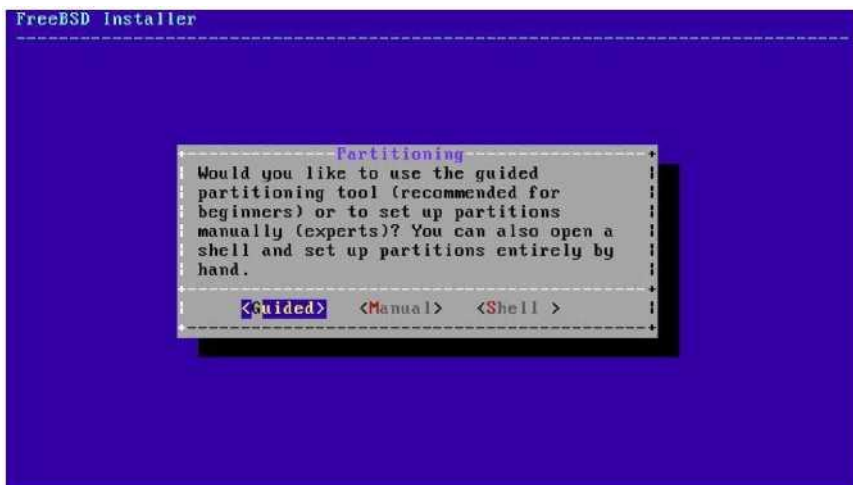 FreeBSD Installer
Partitioning
Would you like to use the guided
partitioning tool (recommended for
beginners) or to set up partitions
manually (experts)? You can also open a
shell and set up partitions entirely by
hand.
<Guided> <Manual> <Shell >